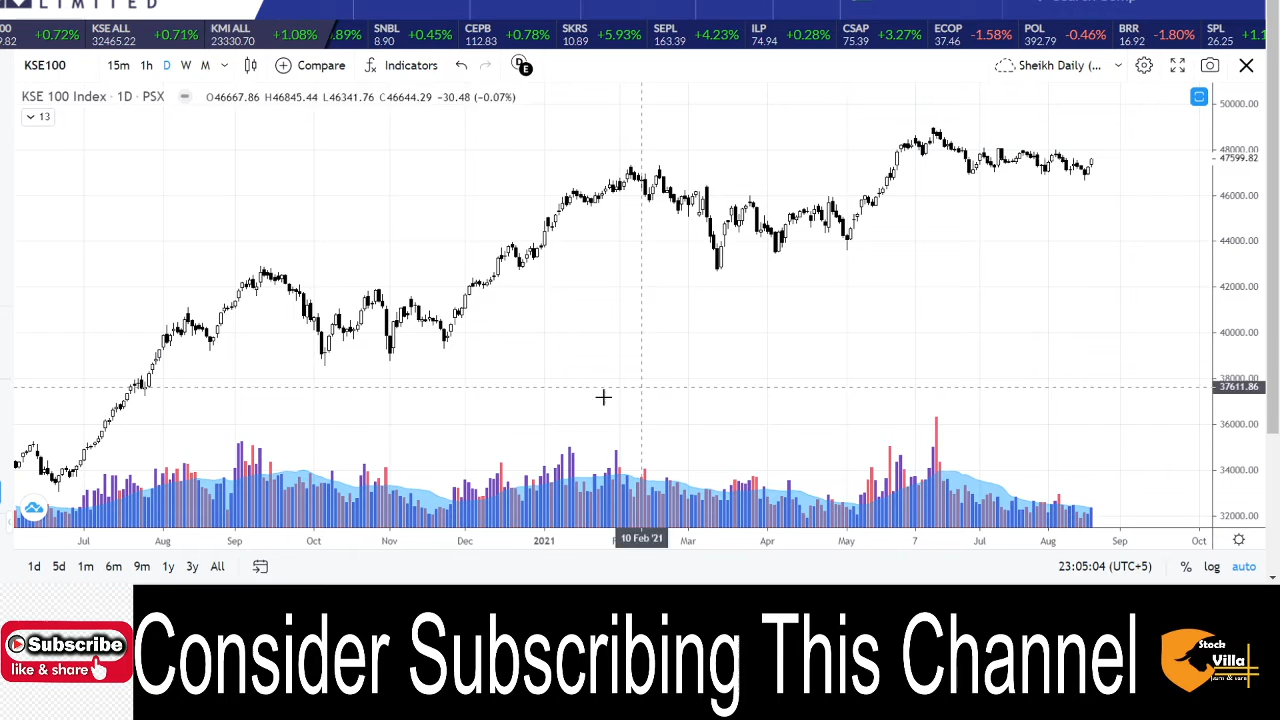 LIMITED
+0.72% KSE ALL 32465.22 +0.71% KMI ALL 23330.70 +1.08% SNBL 8.90 +0.45% CEPB 112.83 +0.78% SKRS 10.89 +5.93% SEPL 163.39 +4.23% ILP 74.94 +0.28% CSAP 75.39 +3.27% ECOP 37.46 -1.58% POL 392.79 -0.46% BRR 16.92 -1.80% SPL 26.25
KSE100 15m 1h D W M Compare Indicators D E Sheikh Daily (...
KSE 100 Index · 1D · PSX O46667.86 H46845.44 L46341.76 C46644.29 -30.48 (-0.07%)
13
50000.00
48000.00
47599.82
46000.00
44000.00
42000.00
40000.00
38000.00
37611.86
36000.00
34000.00
32000.00
Jul Aug Sep Oct Nov Dec 2021 10 Feb '21 Mar Apr May 7 Jul Aug Sep Oct
1d 5d 1m 6m 9m 1y 3y All 23:05:04 (UTC+5) % log auto
Subscribe
like & share
Consider Subscribing This Channel
Stock
Villa